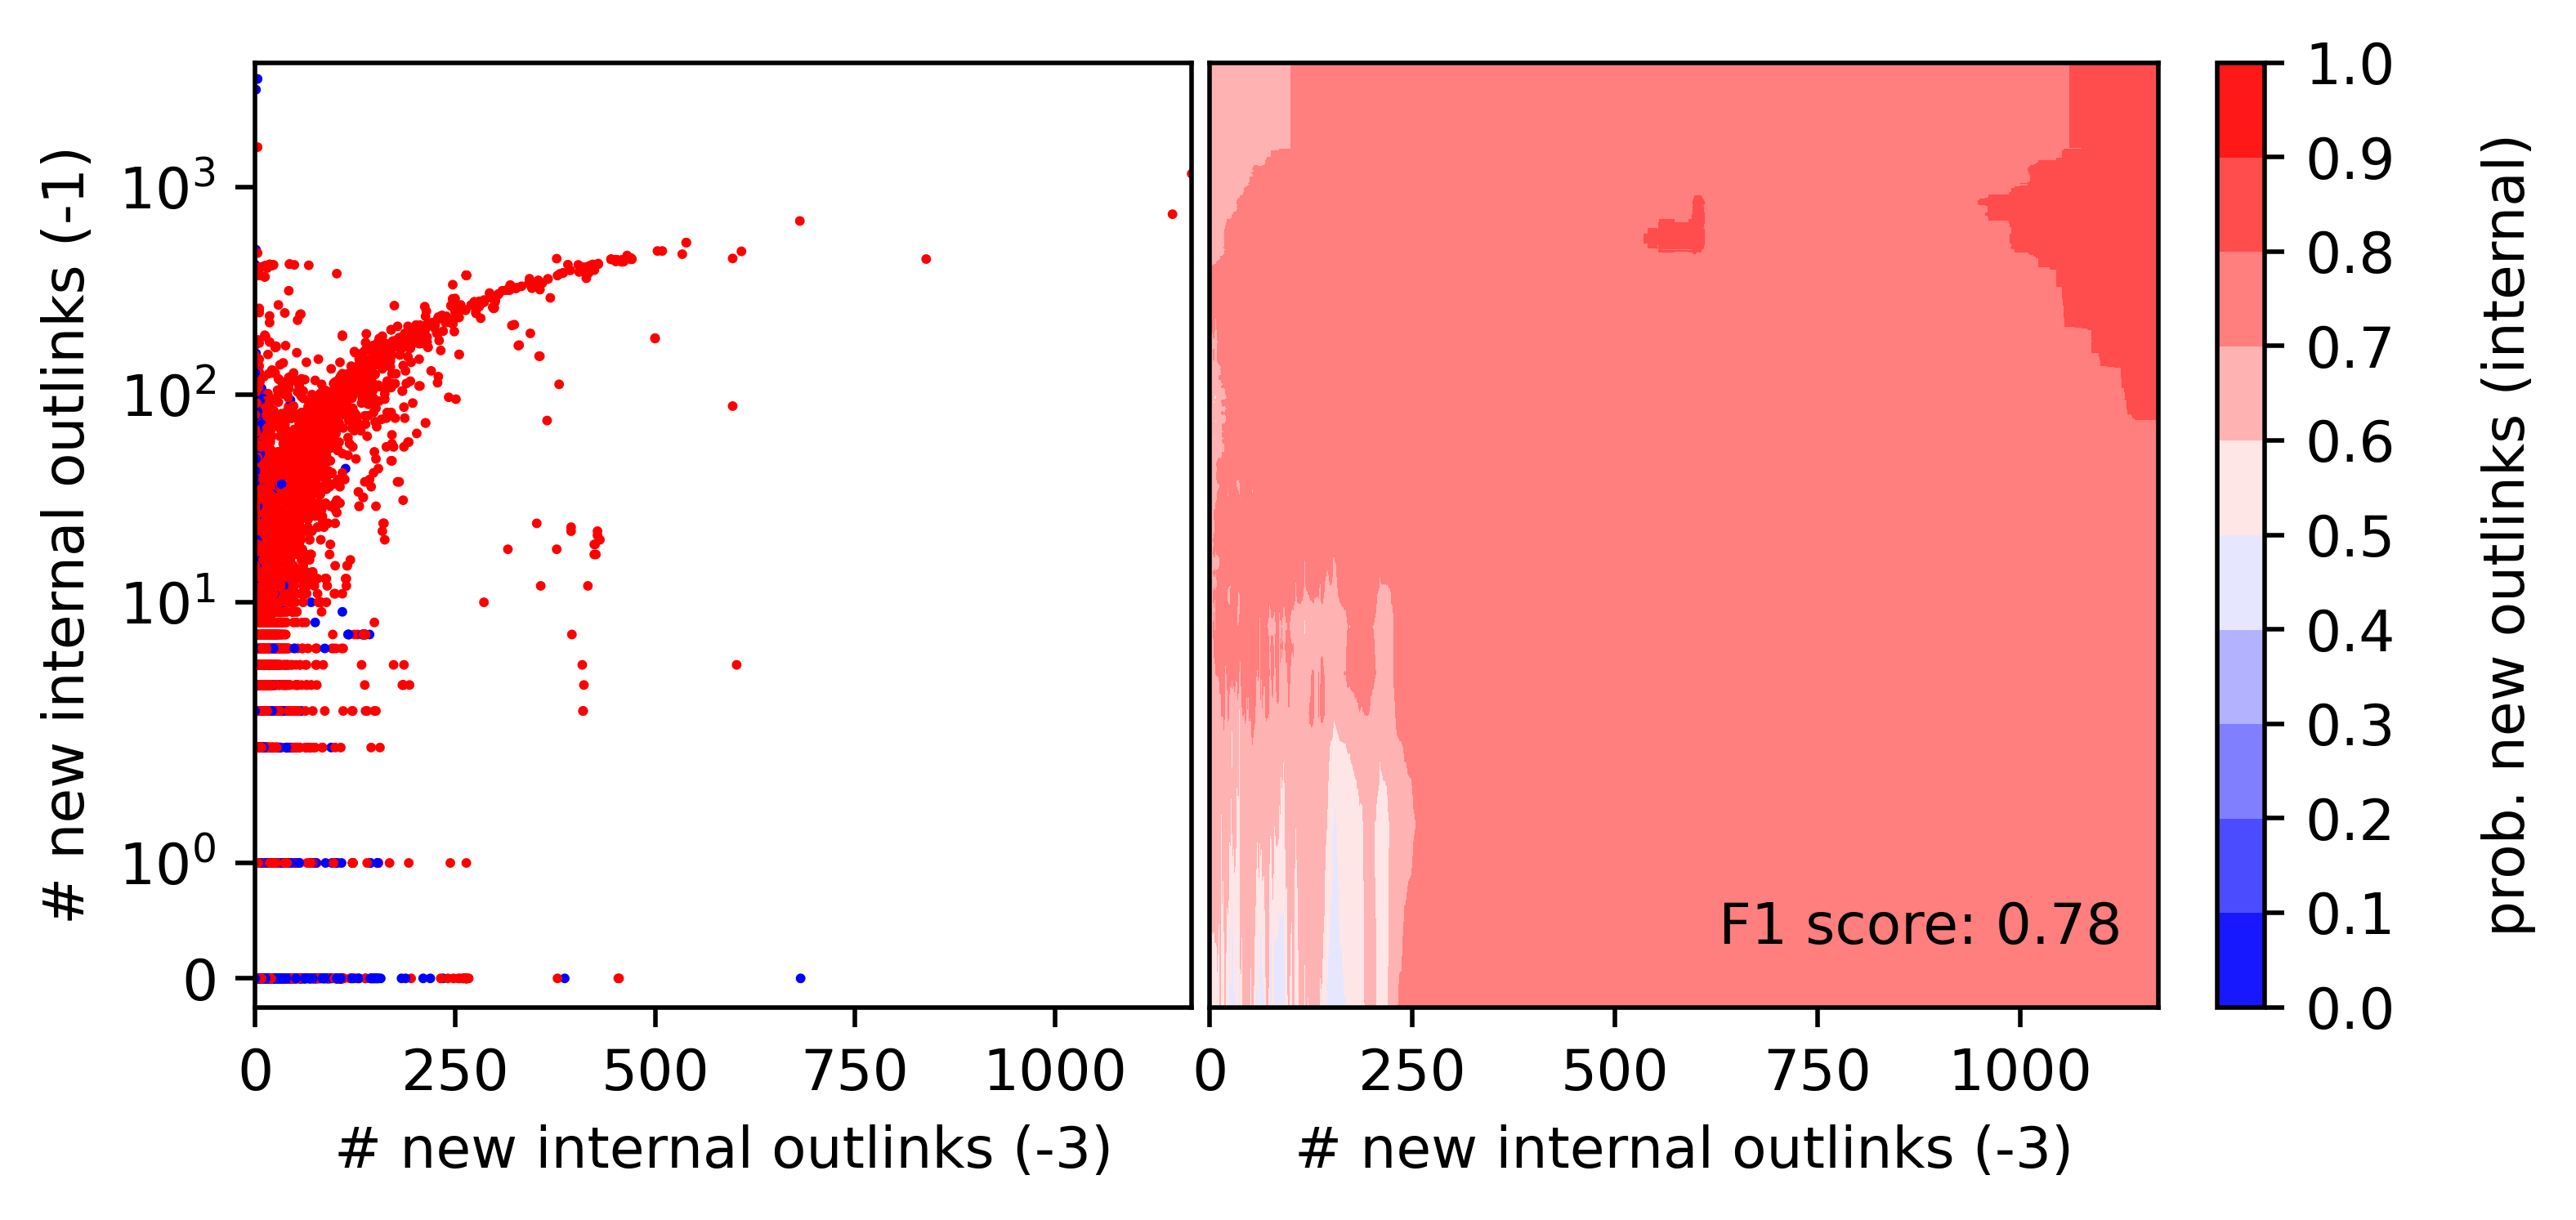 # new internal outlinks (-1)
10³
10²
10¹
10⁰
0
0 250 500 750 1000
# new internal outlinks (-3)
F1 score: 0.78
0 250 500 750 1000
# new internal outlinks (-3)
1.0
0.9
0.8
0.7
0.6
0.5
0.4
0.3
0.2
0.1
0.0
prob. new outlinks (internal)